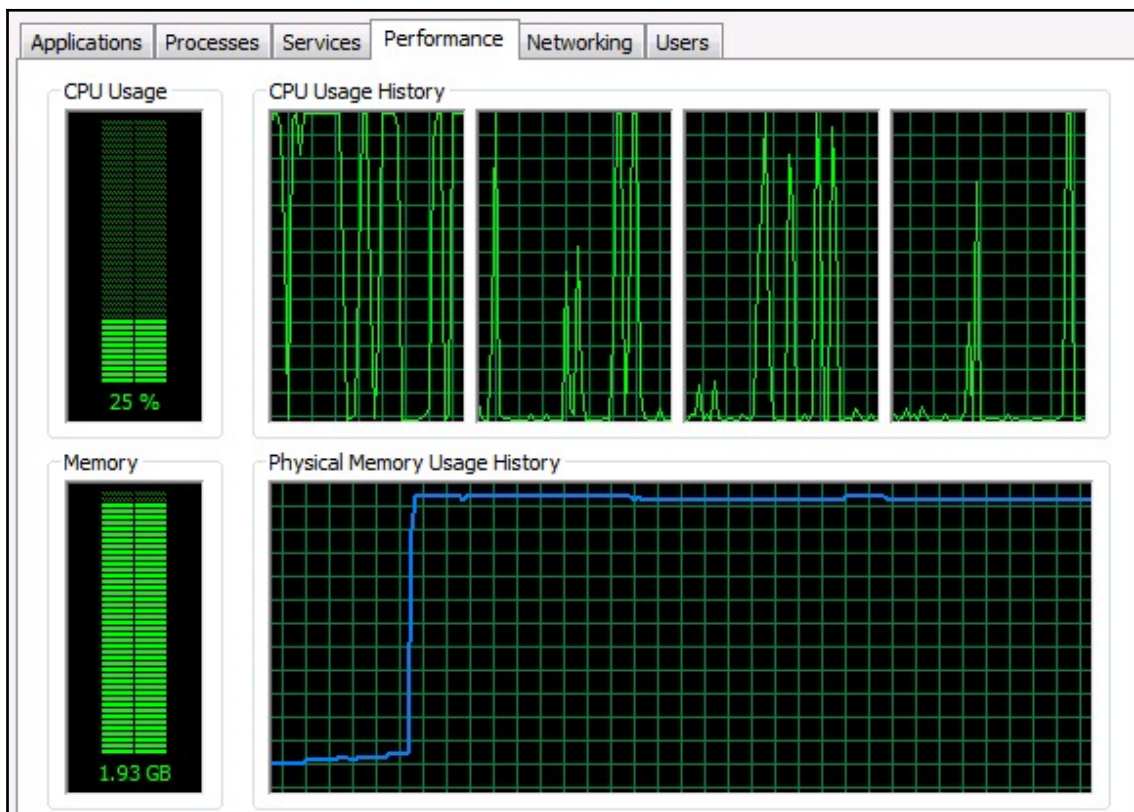 Applications Processes Services Performance Networking Users
CPU Usage CPU Usage History
25 %
Memory Physical Memory Usage History
1.93 GB